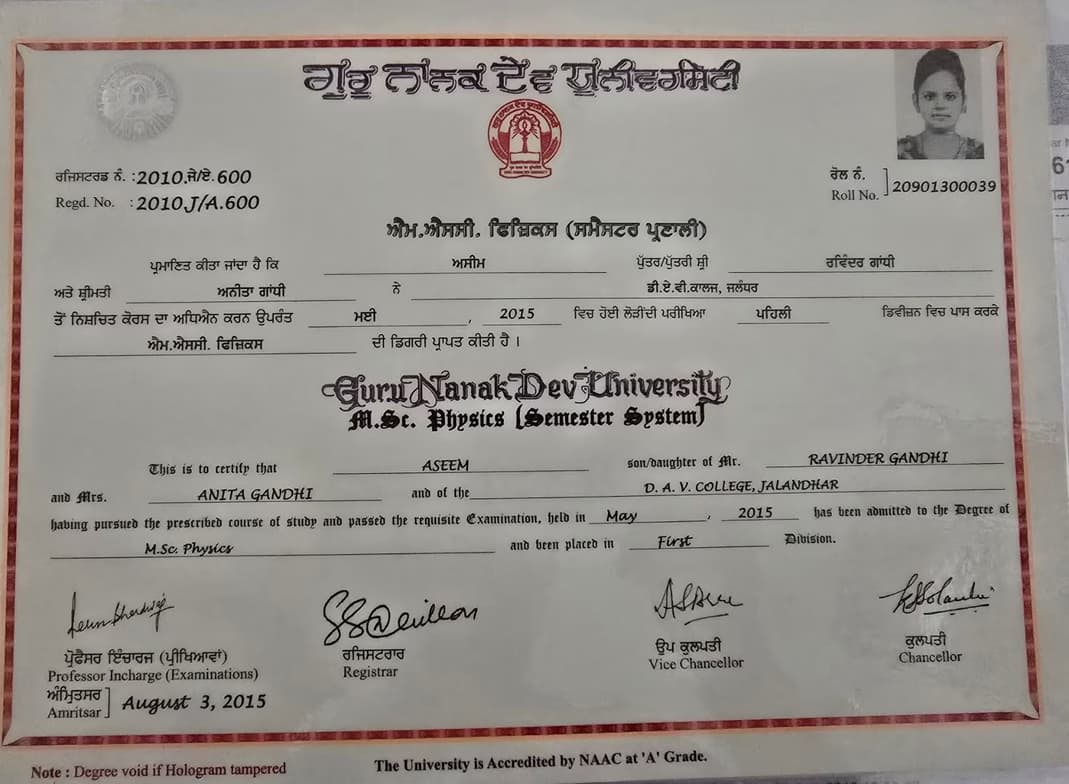 ਗੁਰੂ ਨਾਨਕ ਦੇਵ ਯੂਨੀਵਰਸਿਟੀ
ਰਜਿਸਟਰਡ ਨੰ. : 2010.ਜੇ/ਏ.600
Regd. No. : 2010.J/A.600
ਰੋਲ ਨੰ.
Roll No. 20901300039
ਐਮ.ਐਸਸੀ. ਫਿਜ਼ਿਕਸ (ਸਮੈਸਟਰ ਪ੍ਰਣਾਲੀ)
ਪ੍ਰਮਾਣਿਤ ਕੀਤਾ ਜਾਂਦਾ ਹੈ ਕਿ ਅਸੀਮ ਪੁੱਤਰ/ਪੁੱਤਰੀ ਸ਼੍ਰੀ ਰਵਿੰਦਰ ਗਾਂਧੀ
ਅਤੇ ਸ਼੍ਰੀਮਤੀ ਅਨੀਤਾ ਗਾਂਧੀ ਨੇ ਡੀ.ਏ.ਵੀ.ਕਾਲਜ, ਜਲੰਧਰ
ਤੋਂ ਨਿਸ਼ਚਿਤ ਕੋਰਸ ਦਾ ਅਧਿਐਨ ਕਰਨ ਉਪਰੰਤ ਮਈ , 2015 ਵਿਚ ਹੋਈ ਲੋੜੀਂਦੀ ਪਰੀਖਿਆ ਪਹਿਲੀ ਡਿਵੀਜ਼ਨ ਵਿਚ ਪਾਸ ਕਰਕੇ
ਐਮ.ਐਸਸੀ. ਫਿਜ਼ਿਕਸ ਦੀ ਡਿਗਰੀ ਪ੍ਰਾਪਤ ਕੀਤੀ ਹੈ ।
Guru Nanak Dev University
M.Sc. Physics (Semester System)
This is to certify that ASEEM son/daughter of Mr. RAVINDER GANDHI
and Mrs. ANITA GANDHI and of the D. A. V. COLLEGE, JALANDHAR
having pursued the prescribed course of study and passed the requisite Examination, held in May , 2015 has been admitted to the Degree of
M.Sc. Physics and been placed in First Division.
ਪ੍ਰੋਫੈਸਰ ਇੰਚਾਰਜ (ਪ੍ਰੀਖਿਆਵਾਂ)
Professor Incharge (Examinations)
ਰਜਿਸਟਰਾਰ
Registrar
ਉਪ ਕੁਲਪਤੀ
Vice Chancellor
ਕੁਲਪਤੀ
Chancellor
ਅੰਮ੍ਰਿਤਸਰ
Amritsar August 3, 2015
Note : Degree void if Hologram tampered
The University is Accredited by NAAC at 'A' Grade.